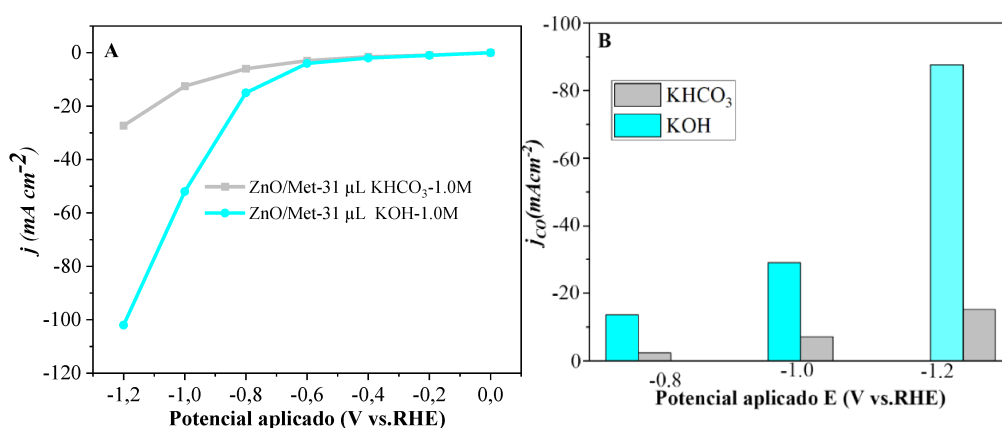 A
0
-20
-40
-60
-80
-100
-120
j (mA cm⁻²)
ZnO/Met-31 µL KHCO₃-1.0M
ZnO/Met-31 µL KOH-1.0M
-1,2 -1,0 -0,8 -0,6 -0,4 -0,2 0,0
Potencial aplicado (V vs.RHE)
B
-100
-80
-60
-40
-20
0
j_CO(mAcm⁻²)
KHCO₃
KOH
-0.8 -1.0 -1.2
Potencial aplicado E (V vs.RHE)